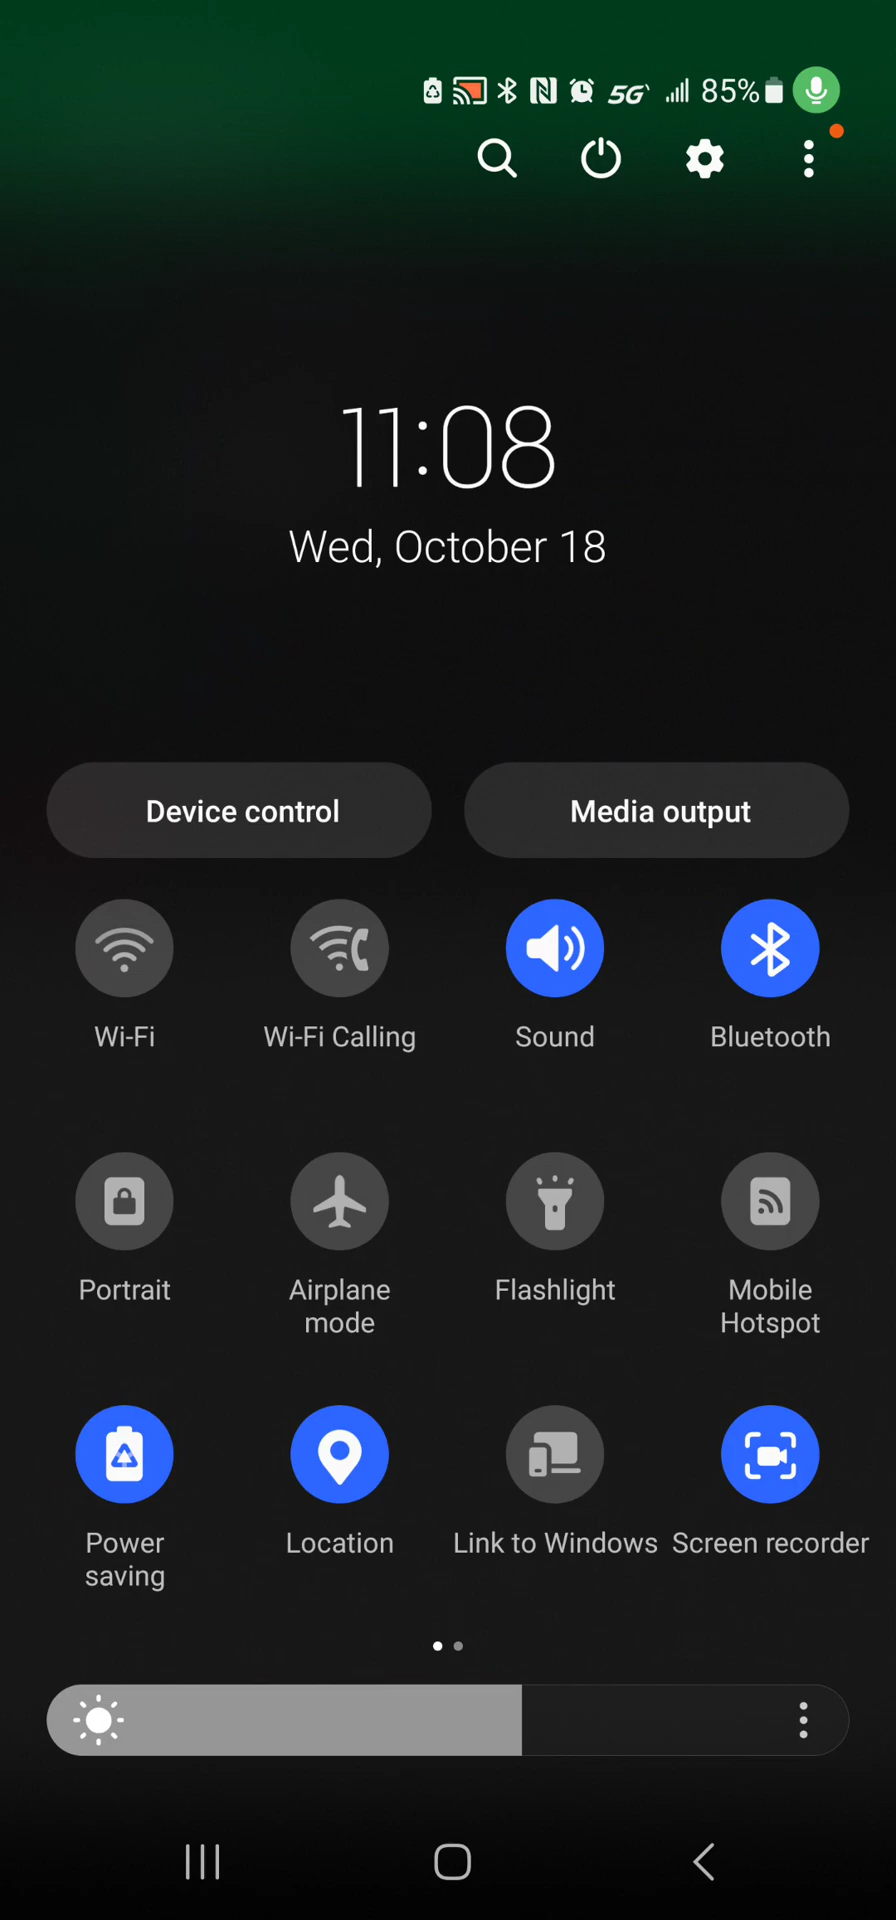 5G 85%
11:08
Wed, October 18
Device control Media output
Wi-Fi Wi-Fi Calling Sound Bluetooth
Portrait Airplane mode Flashlight Mobile Hotspot
Power saving Location Link to Windows Screen recorder